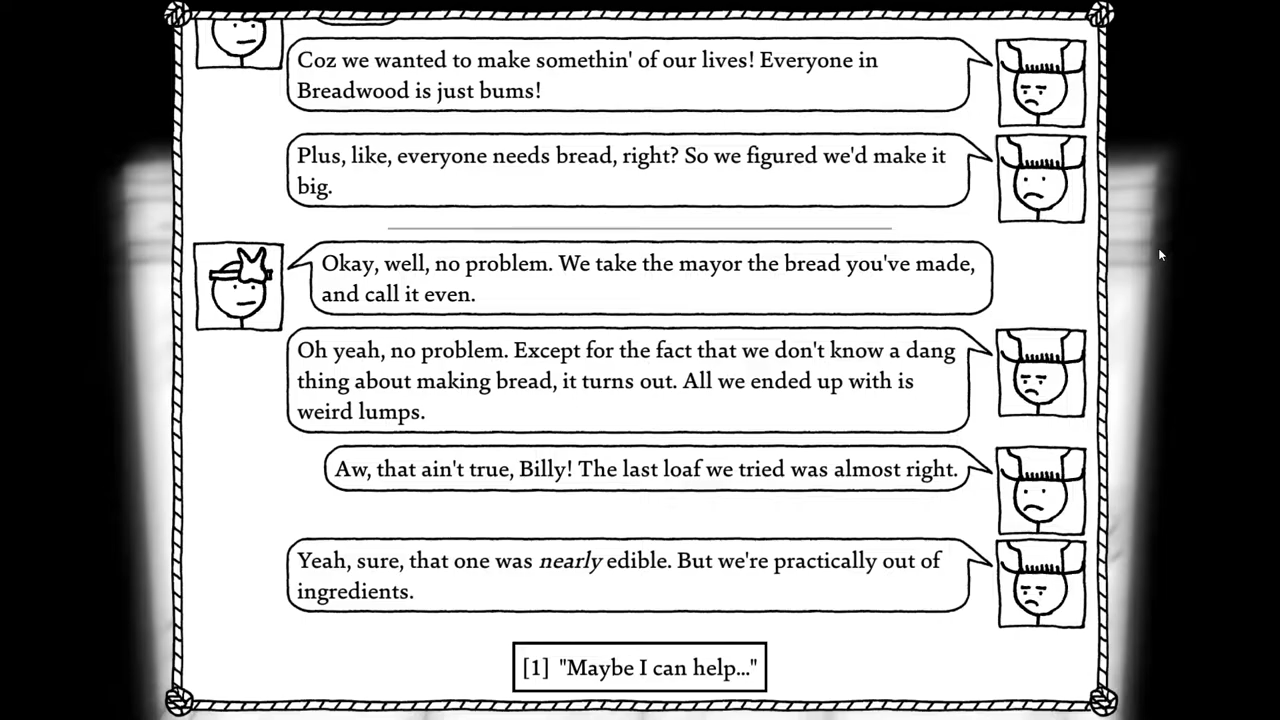 Coz we wanted to make somethin' of our lives! Everyone in
Breadwood is just bums!
Plus, like, everyone needs bread, right? So we figured we'd make it
big.
Okay, well, no problem. We take the mayor the bread you've made,
and call it even.
Oh yeah, no problem. Except for the fact that we don't know a dang
thing about making bread, it turns out. All we ended up with is
weird lumps.
Aw, that ain't true, Billy! The last loaf we tried was almost right.
Yeah, sure, that one was nearly edible. But we're practically out of
ingredients.
[1] "Maybe I can help..."